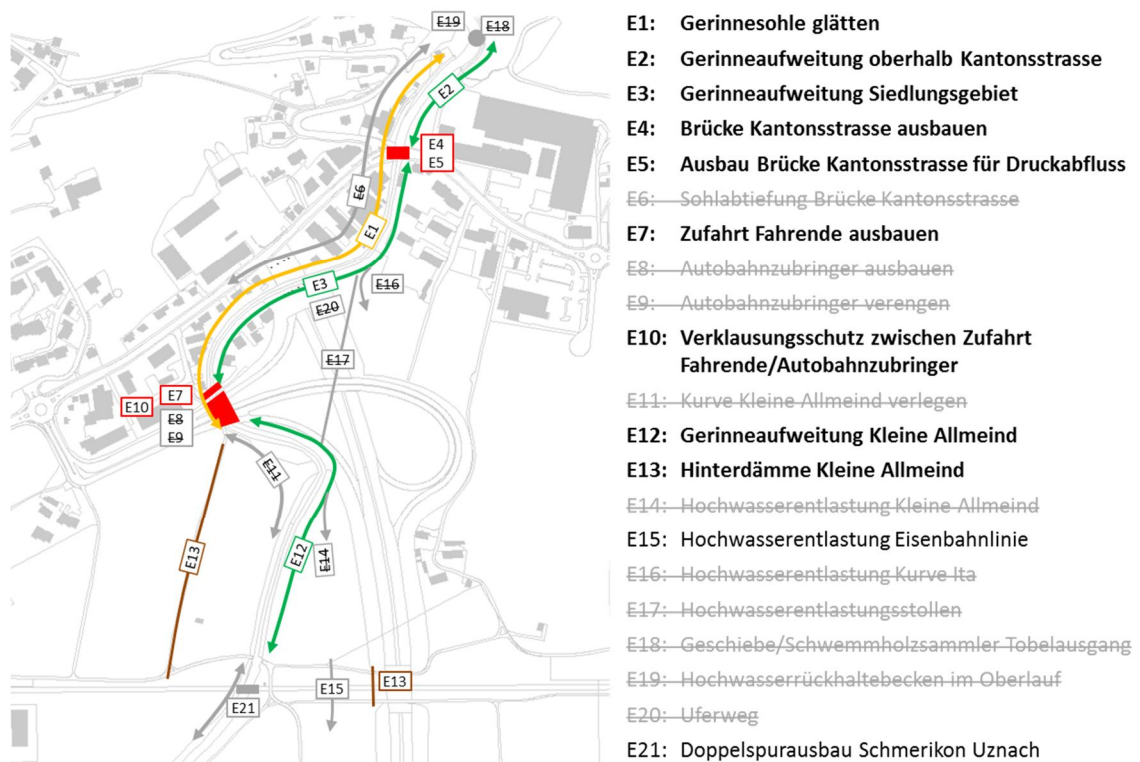 E19
E18
E2
E4
E5
E6
E1
E3
E16
E20
E17
E7
E10
E8
E9
E11
E13
E12
E14
E15
E13
E21
E1: Gerinnesohle glätten
E2: Gerinneaufweitung oberhalb Kantonsstrasse
E3: Gerinneaufweitung Siedlungsgebiet
E4: Brücke Kantonsstrasse ausbauen
E5: Ausbau Brücke Kantonsstrasse für Druckabfluss
E6: Sohlabtiefung Brücke Kantonsstrasse
E7: Zufahrt Fahrende ausbauen
E8: Autobahnzubringer ausbauen
E9: Autobahnzubringer verengen
E10: Verklausungsschutz zwischen Zufahrt
Fahrende/Autobahnzubringer
E11: Kurve Kleine Allmeind verlegen
E12: Gerinneaufweitung Kleine Allmeind
E13: Hinterdämme Kleine Allmeind
E14: Hochwasserentlastung Kleine Allmeind
E15: Hochwasserentlastung Eisenbahnlinie
E16: Hochwasserentlastung Kurve Ita
E17: Hochwasserentlastungsstollen
E18: Geschiebe/Schwemmholzsammler Tobelausgang
E19: Hochwasserrückhaltebecken im Oberlauf
E20: Uferweg
E21: Doppelspurausbau Schmerikon Uznach